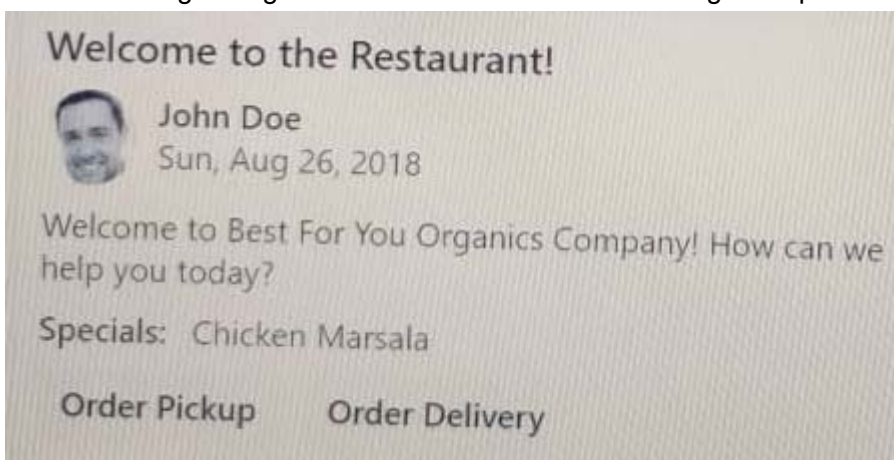 Welcome to the Restaurant!
John Doe
Sun, Aug 26, 2018
Welcome to Best For You Organics Company! How can we
help you today?
Specials: Chicken Marsala
Order Pickup Order Delivery